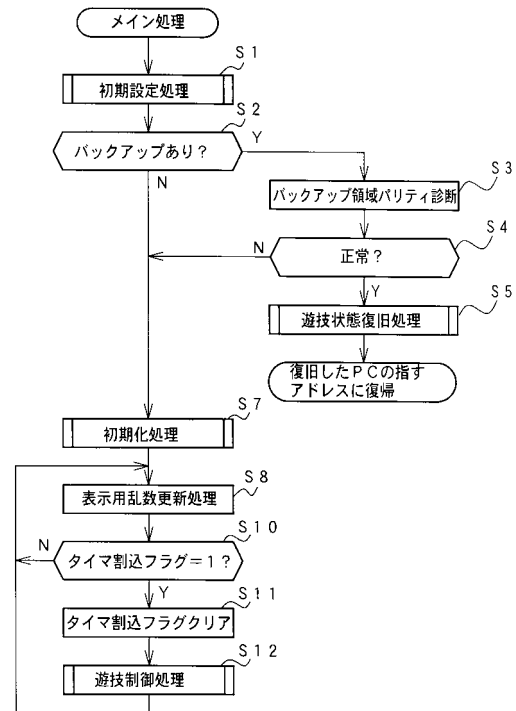 メイン処理
S1
初期設定処理
S2
バックアップあり?
Y
N
S3
バックアップ領域パリティ診断
S4
正常?
N
Y
S5
遊技状態復旧処理
復旧したPCの指す
アドレスに復帰
S7
初期化処理
S8
表示用乱数更新処理
S10
タイマ割込フラグ=1?
N
Y
S11
タイマ割込フラグクリア
S12
遊技制御処理